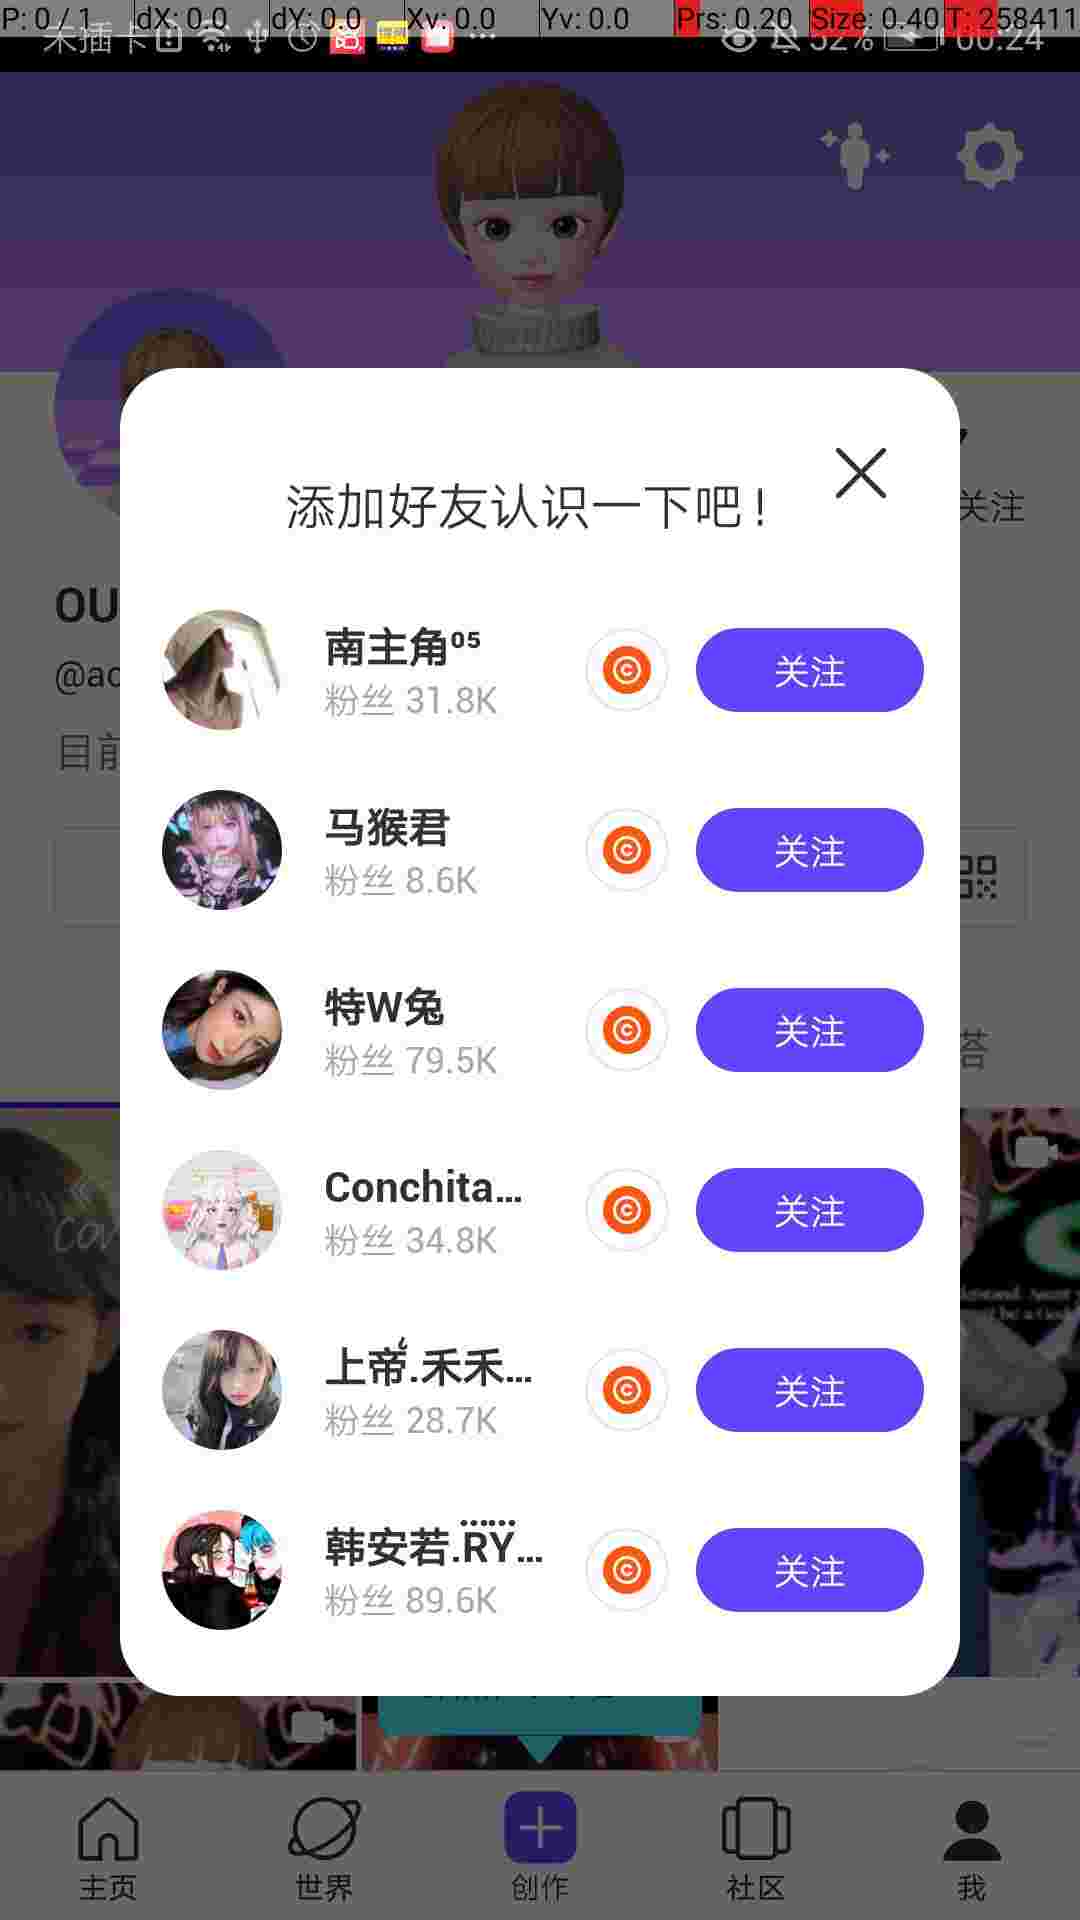 P: 0 / 1 dX: 0.0 dY: 0.0 Xv: 0.0 Yv: 0.0 Prs: 0.20 Size: 0.40 T: 258411
未插卡 52% 00:24
添加好友认识一下吧!
关注
OU
南主角⁰⁵
粉丝 31.8K
关注
@ac
目前
马猴君
粉丝 8.6K
关注
特W兔
粉丝 79.5K
关注
答
Conchita...
粉丝 34.8K
关注
上帝.禾禾...
粉丝 28.7K
关注
韩安若.RY...
粉丝 89.6K
关注
主页 世界 创作 社区 我